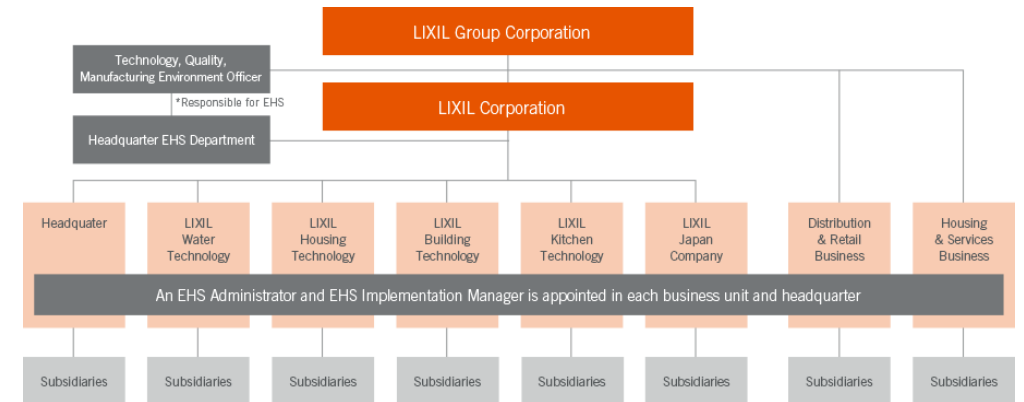 LIXIL Group Corporation
Technology, Quality,
Manufacturing Environment Officer
*Responsible for EHS
LIXIL Corporation
Headquarter EHS Department
Headquater
LIXIL
Water
Technology
LIXIL
Housing
Technology
LIXIL
Building
Technology
LIXIL
Kitchen
Technology
LIXIL
Japan
Company
Distribution
& Retail
Business
Housing
& Services
Business
An EHS Administrator and EHS Implementation Manager is appointed in each business unit and headquarter
Subsidiaries
Subsidiaries
Subsidiaries
Subsidiaries
Subsidiaries
Subsidiaries
Subsidiaries
Subsidiaries